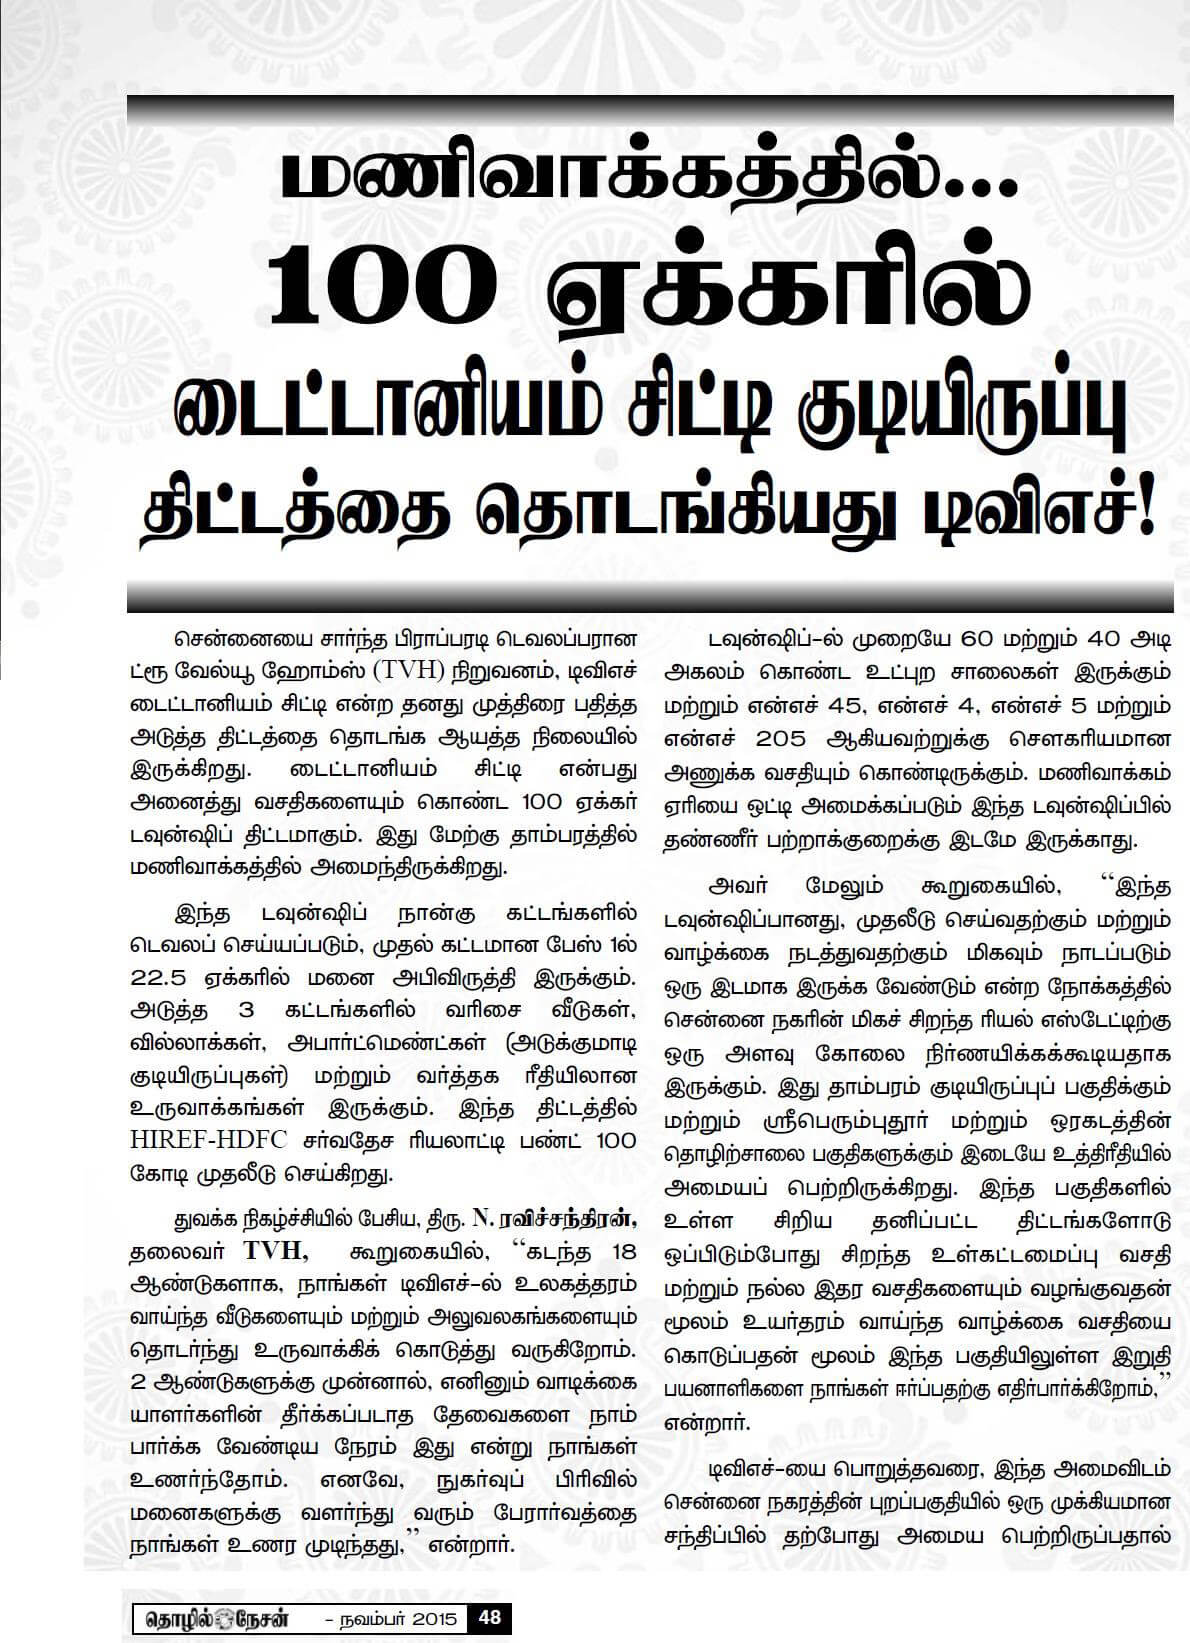 மணிவாக்கத்தில்...
100 ஏக்கரில்
டைட்டானியம் சிட்டி குடியிருப்பு
திட்டத்தை தொடங்கியது டிவிஎச்!
சென்னையை சார்ந்த பிராப்பரடி டெவலப்பரான
ட்ரூ வேல்யூ ஹோம்ஸ் (TVH) நிறுவனம், டிவிஎச்
டைட்டானியம் சிட்டி என்ற தனது முத்திரை பதித்த
அடுத்த திட்டத்தை தொடங்க ஆயத்த நிலையில்
இருக்கிறது. டைட்டானியம் சிட்டி என்பது
அனைத்து வசதிகளையும் கொண்ட 100 ஏக்கர்
டவுன்ஷிப் திட்டமாகும். இது மேற்கு தாம்பரத்தில்
மணிவாக்கத்தில் அமைந்திருக்கிறது.
இந்த டவுன்ஷிப் நான்கு கட்டங்களில்
டெவலப் செய்யப்படும், முதல் கட்டமான பேஸ் 1ல்
22.5 ஏக்கரில் மனை அபிவிருத்தி இருக்கும்.
அடுத்த 3 கட்டங்களில் வரிசை வீடுகள்,
வில்லாக்கள், அபார்ட்மெண்ட்கள் (அடுக்குமாடி
குடியிருப்புகள்) மற்றும் வர்த்தக ரீதியிலான
உருவாக்கங்கள் இருக்கும். இந்த திட்டத்தில்
HIREF-HDFC சர்வதேச ரியலாட்டி பண்ட் 100
கோடி முதலீடு செய்கிறது.
துவக்க நிகழ்ச்சியில் பேசிய, திரு. N. ரவிச்சந்திரன்,
தலைவர் TVH, கூறுகையில், “கடந்த 18
ஆண்டுகளாக, நாங்கள் டிவிஎச்-ல் உலகத்தரம்
வாய்ந்த வீடுகளையும் மற்றும் அலுவலகங்களையும்
தொடர்ந்து உருவாக்கிக் கொடுத்து வருகிறோம்.
2 ஆண்டுகளுக்கு முன்னால், எனினும் வாடிக்கை
யாளர்களின் தீர்க்கப்படாத தேவைகளை நாம்
பார்க்க வேண்டிய நேரம் இது என்று நாங்கள்
உணர்ந்தோம். எனவே, நுகர்வுப் பிரிவில்
மனைகளுக்கு வளர்ந்து வரும் பேரார்வத்தை
நாங்கள் உணர முடிந்தது,” என்றார்.
டவுன்ஷிப்-ல் முறையே 60 மற்றும் 40 அடி
அகலம் கொண்ட உட்புற சாலைகள் இருக்கும்
மற்றும் என்எச் 45, என்எச் 4, என்எச் 5 மற்றும்
என்எச் 205 ஆகியவற்றுக்கு சௌகரியமான
அணுக்க வசதியும் கொண்டிருக்கும். மணிவாக்கம்
ஏரியை ஒட்டி அமைக்கப்படும் இந்த டவுன்ஷிப்பில்
தண்ணீர் பற்றாக்குறைக்கு இடமே இருக்காது.
அவர் மேலும் கூறுகையில், “இந்த
டவுன்ஷிப்பானது, முதலீடு செய்வதற்கும் மற்றும்
வாழ்க்கை நடத்துவதற்கும் மிகவும் நாடப்படும்
ஒரு இடமாக இருக்க வேண்டும் என்ற நோக்கத்தில்
சென்னை நகரின் மிகச் சிறந்த ரியல் எஸ்டேட்டிற்கு
ஒரு அளவு கோலை நிர்ணயிக்கக்கூடியதாக
இருக்கும். இது தாம்பரம் குடியிருப்புப் பகுதிக்கும்
மற்றும் ஸ்ரீபெரும்புதூர் மற்றும் ஒரகடத்தின்
தொழிற்சாலை பகுதிகளுக்கும் இடையே உத்திரீதியில்
அமையப் பெற்றிருக்கிறது. இந்த பகுதிகளில்
உள்ள சிறிய தனிப்பட்ட திட்டங்களோடு
ஒப்பிடும்போது சிறந்த உள்கட்டமைப்பு வசதி
மற்றும் நல்ல இதர வசதிகளையும் வழங்குவதன்
மூலம் உயர்தரம் வாய்ந்த வாழ்க்கை வசதியை
கொடுப்பதன் மூலம் இந்த பகுதியிலுள்ள இறுதி
பயனாளிகளை நாங்கள் ஈர்ப்பதற்கு எதிர்பார்க்கிறோம்,”
என்றார்.
டிவிஎச்-யை பொறுத்தவரை, இந்த அமைவிடம்
சென்னை நகரத்தின் புறப்பகுதியில் ஒரு முக்கியமான
சந்திப்பில் தற்போது அமைய பெற்றிருப்பதால்
தொழில் நேசன் - நவம்பர் 2015 48